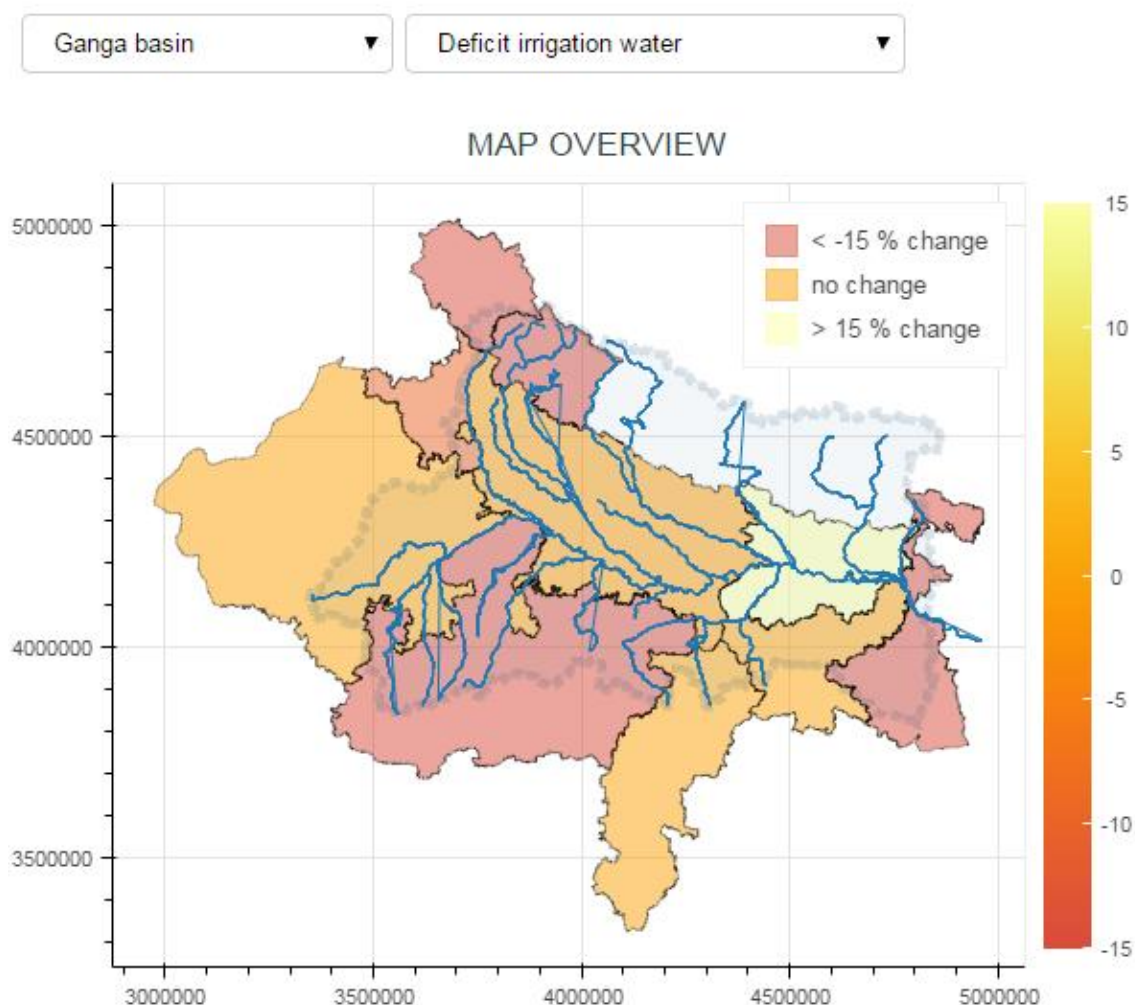 Ganga basin ▼ Deficit irrigation water ▼
MAP OVERVIEW
< -15 % change
no change
> 15 % change
5000000
4500000
4000000
3500000
3000000 3500000 4000000 4500000 5000000
15
10
5
0
-5
-10
-15